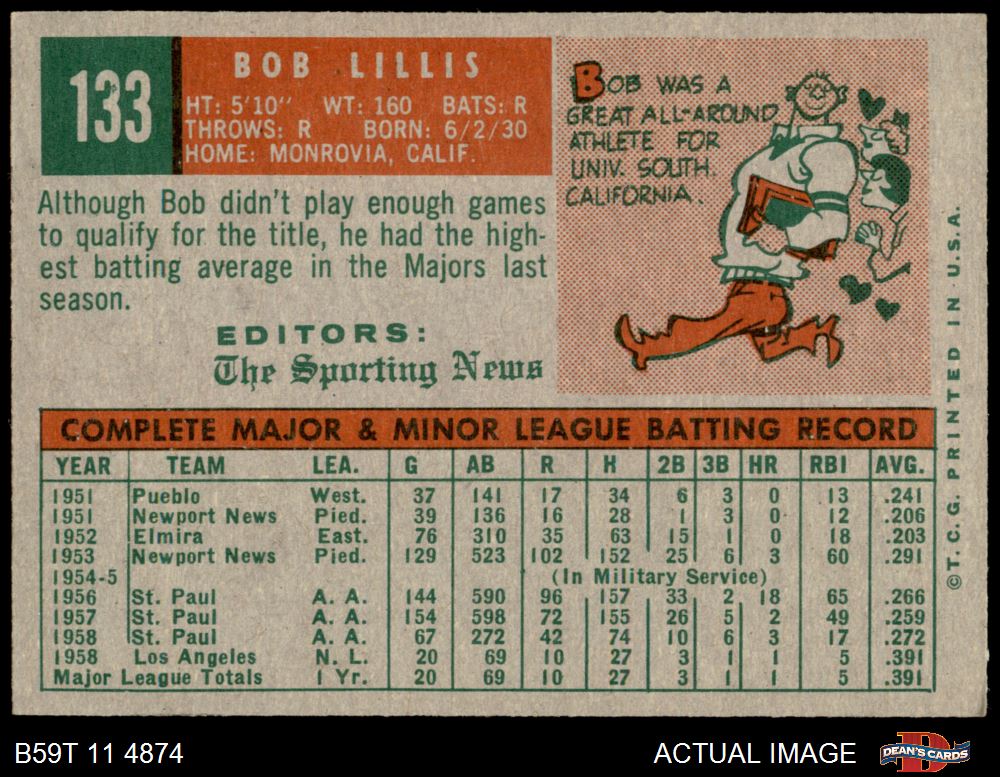 133
BOB LILLIS
HT: 5'10" WT: 160 BATS: R
THROWS: R BORN: 6/2/30
HOME: MONROVIA, CALIF.
BOB WAS A
GREAT ALL-AROUND
ATHLETE FOR
UNIV. SOUTH.
CALIFORNIA.
Although Bob didn't play enough games
to qualify for the title, he had the high-
est batting average in the Majors last
season.
EDITORS:
The Sporting News
COMPLETE MAJOR & MINOR LEAGUE BATTING RECORD
YEAR TEAM LEA. G AB R H 2B 3B HR RBI AVG.
1951 Pueblo West. 37 141 17 34 6 3 0 13 .241
1951 Newport News Pied. 39 136 16 28 1 3 0 12 .206
1952 Elmira East. 76 310 35 63 15 1 0 18 .203
1953 Newport News Pied. 129 523 102 152 25 6 3 60 .291
1954-5 (In Military Service)
1956 St. Paul A. A. 144 590 96 157 33 2 18 65 .266
1957 St. Paul A. A. 154 598 72 155 26 5 2 49 .259
1958 St. Paul A. A. 67 272 42 74 10 6 3 17 .272
1958 Los Angeles N. L. 20 69 10 27 3 1 1 5 .391
Major League Totals 1 Yr. 20 69 10 27 3 1 1 5 .391
©T. C. G. PRINTED IN U.S.A.
B59T 11 4874
ACTUAL IMAGE
DEAN'S CARDS